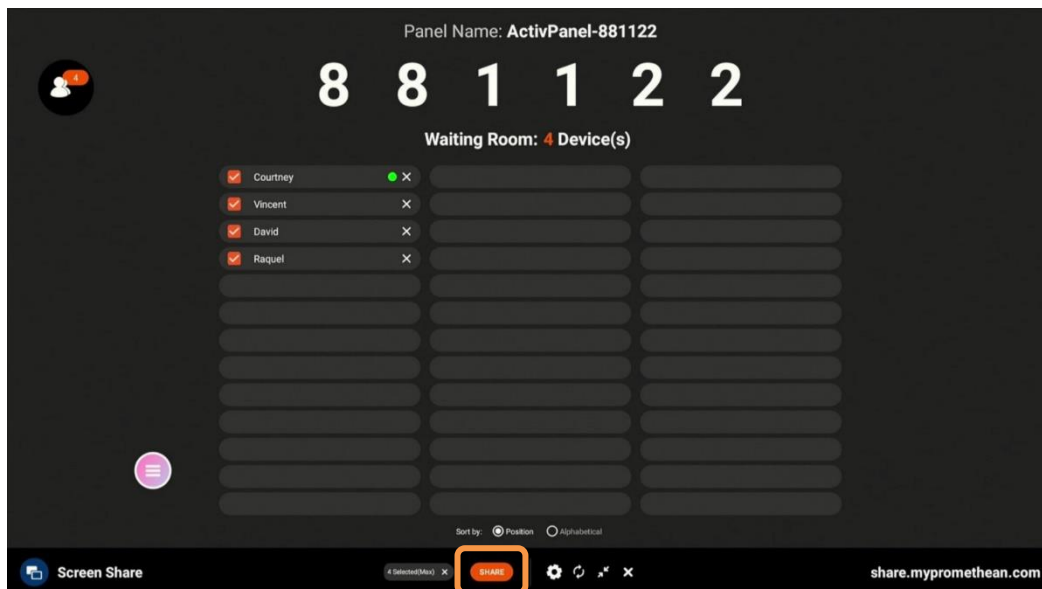 Panel Name: ActivPanel-881122
4
8 8 1 1 2 2
Waiting Room: 4 Device(s)
Courtney
Vincent
David
Raquel
Sort by: Position Alphabetical
Screen Share 4 Selected(Max) SHARE share.mypromethean.com